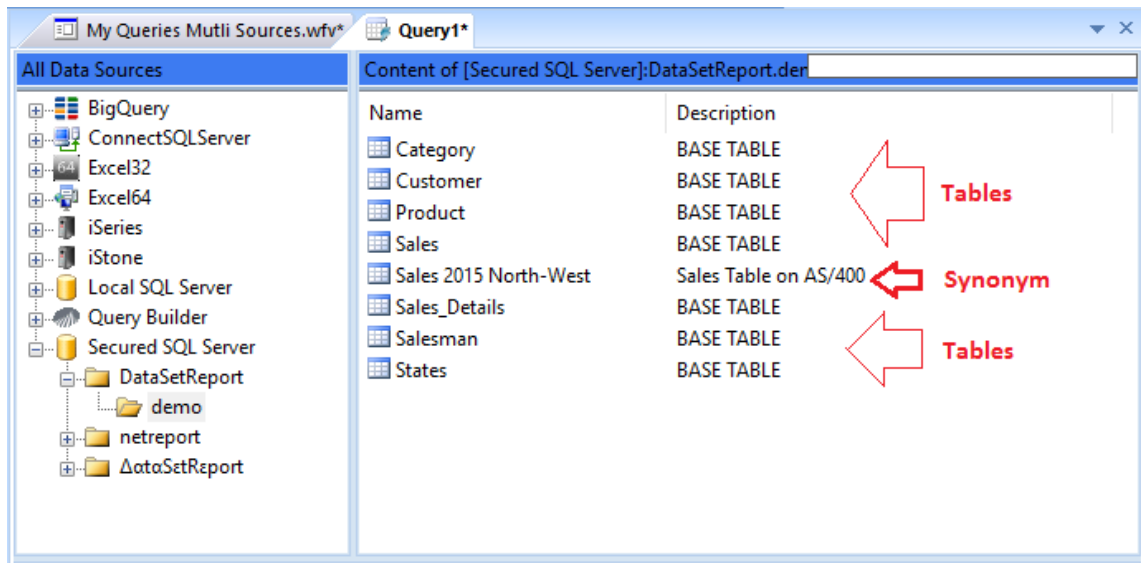 My Queries Mutli Sources.wfv* Query1*
All Data Sources
BigQuery
ConnectSQLServer
64 Excel32
Excel64
iSeries
iStone
Local SQL Server
Query Builder
Secured SQL Server
DataSetReport
demo
netreport
ΔαταSεtRεport
Content of [Secured SQL Server]:DataSetReport.der
Name Description
Category BASE TABLE
Customer BASE TABLE
Product BASE TABLE
Sales BASE TABLE
Sales 2015 North-West Sales Table on AS/400
Sales_Details BASE TABLE
Salesman BASE TABLE
States BASE TABLE
Tables
Synonym
Tables